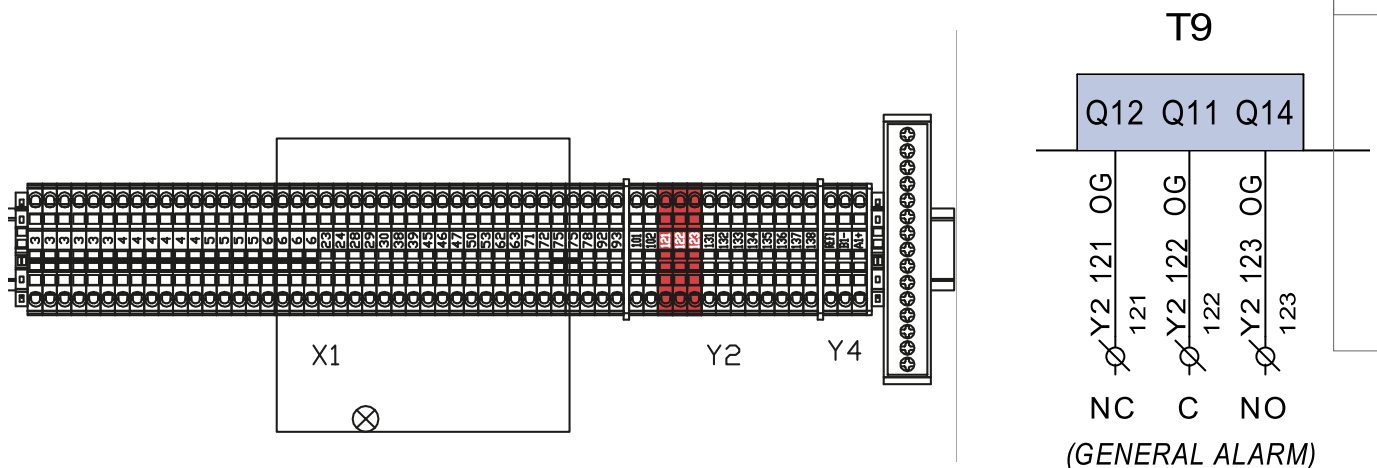 3 3 3 3 3 3 4 4 4 4 4 4 5 5 5 5 6 6 6 6 23 24 28 29 30 38 39 45 46 47 50 53 62 63 71 72 75 75 78 92 93 101 102 121 122 123 131 132 133 134 135 136 137 138 B1- A1+
X1
Y2
Y4
T9
Q12 Q11 Q14
Y2 121 OG
121
Y2 122 OG
122
Y2 123 OG
123
NC C NO
(GENERAL ALARM)